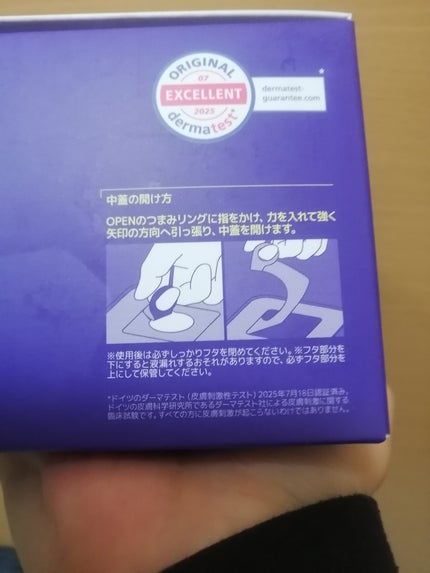 ORIGINAL
07
EXCELLENT
2025
dermatest®
dermatest-
guarantee.com
*
中蓋の開け方
OPENのつまみリングに指をかけ、力を入れて強く
矢印の方向へ引っ張り、中蓋を開けます。
※使用後は必ずしっかりフタを閉めてください。※フタ部分を
下にすると液漏れするおそれがありますので、必ずフタ部分を
上にして保管してください。
*ドイツのダーマテスト(皮膚刺激性テスト)2025年7月18日認証済み。
ドイツの皮膚科学研究所であるダーマテスト社による皮膚刺激に関する
臨床試験です。すべての方に皮膚刺激が起こらないわけではありません。